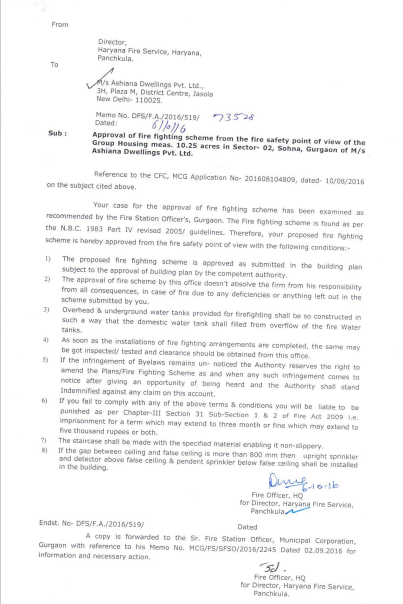 From
Director,
Haryana Fire Service, Haryana,
Panchkula.
To
M/s Ashiana Dwellings Pvt. Ltd.,
3H, Plaza M, District Centre, Jasola
New Delhi- 110025.
Memo No. DFS/F.A./2016/519/ 73528
Dated: 6/10/16
Sub : Approval of fire fighting scheme from the fire safety point of view of the
Group Housing meas. 10.25 acres in Sector- 02, Sohna, Gurgaon of M/s
Ashiana Dwellings Pvt. Ltd.
Reference to the CFC, MCG Application No- 201608104809, dated- 10/08/2016
on the subject cited above.
Your case for the approval of fire fighting scheme has been examined as
recommended by the Fire Station Officer's, Gurgaon. The Fire fighting scheme is found as per
the N.B.C. 1983 Part IV revised 2005/ guidelines. Therefore, your proposed fire fighting
scheme is hereby approved from the fire safety point of view with the following conditions:-
1) The proposed fire fighting scheme is approved as submitted in the building plan
subject to the approval of building plan by the competent authority.
2) The approval of fire scheme by this office doesn't absolve the firm from his responsibility
from all consequences, in case of fire due to any deficiencies or anything left out in the
scheme submitted by you.
3) Overhead & underground water tanks provided for firefighting shall be so constructed in
such a way that the domestic water tank shall filled from overflow of the fire Water
tanks.
4) As soon as the installations of fire fighting arrangements are completed, the same may
be got inspected/ tested and clearance should be obtained from this office.
5) If the infringement of Byelaws remains un- noticed the Authority reserves the right to
amend the Plans/Fire Fighting Scheme as and when any such infringement comes to
notice after giving an opportunity of being heard and the Authority shall stand
Indemnified against any claim on this account.
6) If you fail to comply with any of the above terms & conditions you will be liable to be
punished as per Chapter-III Section 31 Sub-Section 1 & 2 of Fire Act 2009 i.e.
imprisonment for a term which may extend to three month or fine which may extend to
five thousand rupees or both.
7) The staircase shall be made with the specified material enabling it non-slippery.
8) If the gap between ceiling and false ceiling is more than 800 mm then upright sprinkler
and detector above false ceiling & pendent sprinkler below false ceiling shall be installed
in the building.
6-10-16
Fire Officer, HQ
for Director, Haryana Fire Service,
Panchkula
Endst. No- DFS/F.A./2016/519/ Dated
A copy is forwarded to the Sr. Fire Station Officer, Municipal Corporation,
Gurgaon with reference to his Memo No. MCG/FS/SFSO/2016/2245 Dated 02.09.2016 for
information and necessary action.
Sd.-
Fire Officer, HQ
for Director, Haryana Fire Service,
Panchkula.